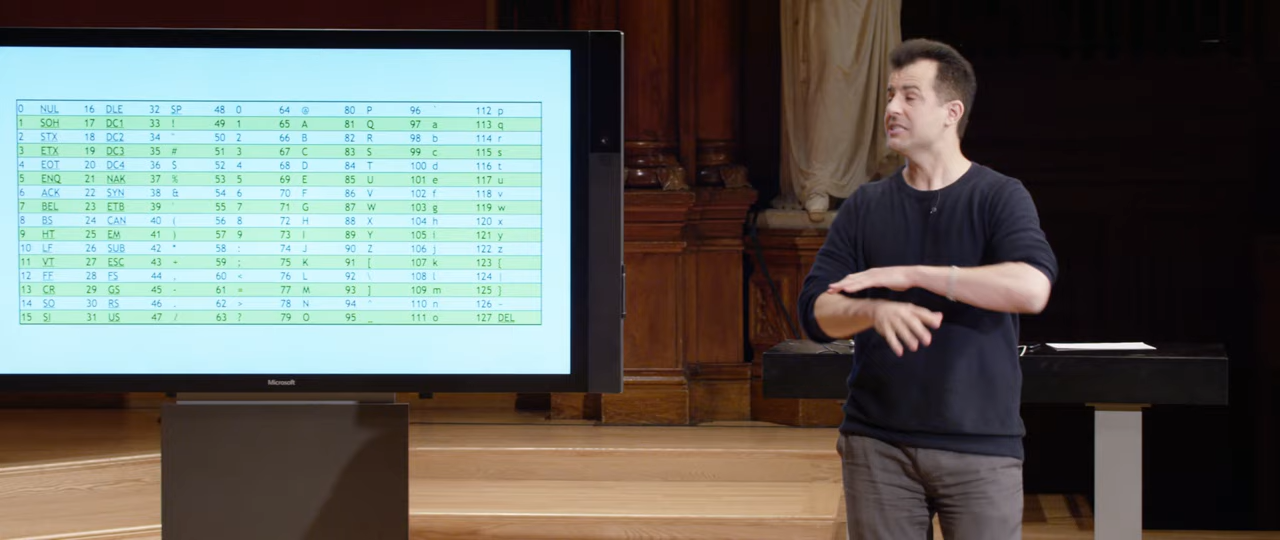 0 NUL 16 DLE 32 SP 48 0 64 @ 80 P 96 ` 112 p
1 SOH 17 DC1 33 ! 49 1 65 A 81 Q 97 a 113 q
2 STX 18 DC2 34 " 50 2 66 B 82 R 98 b 114 r
3 ETX 19 DC3 35 # 51 3 67 C 83 S 99 c 115 s
4 EOT 20 DC4 36 $ 52 4 68 D 84 T 100 d 116 t
5 ENQ 21 NAK 37 % 53 5 69 E 85 U 101 e 117 u
6 ACK 22 SYN 38 & 54 6 70 F 86 V 102 f 118 v
7 BEL 23 ETB 39 ' 55 7 71 G 87 W 103 g 119 w
8 BS 24 CAN 40 ( 56 8 72 H 88 X 104 h 120 x
9 HT 25 EM 41 ) 57 9 73 I 89 Y 105 i 121 y
10 LF 26 SUB 42 * 58 : 74 J 90 Z 106 j 122 z
11 VT 27 ESC 43 + 59 ; 75 K 91 [ 107 k 123 {
12 FF 28 FS 44 , 60 < 76 L 92 \ 108 l 124 |
13 CR 29 GS 45 - 61 = 77 M 93 ] 109 m 125 }
14 SO 30 RS 46 . 62 > 78 N 94 ^ 110 n 126 ~
15 SI 31 US 47 / 63 ? 79 O 95 _ 111 o 127 DEL
Microsoft